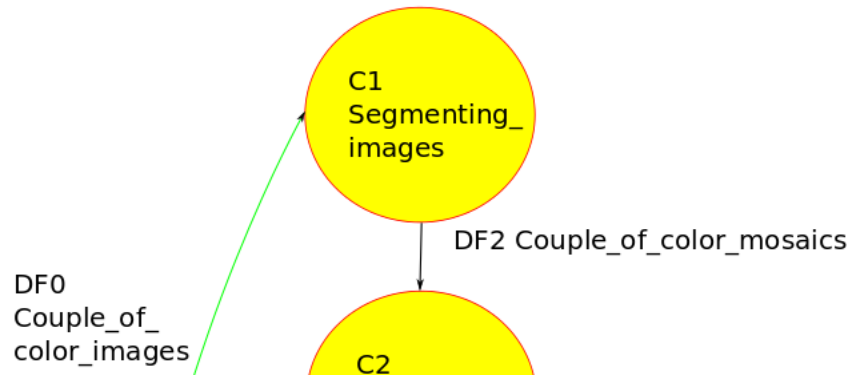 C1
Segmenting_
images
DF2 Couple_of_color_mosaics
DF0
Couple_of_
color_images
C2